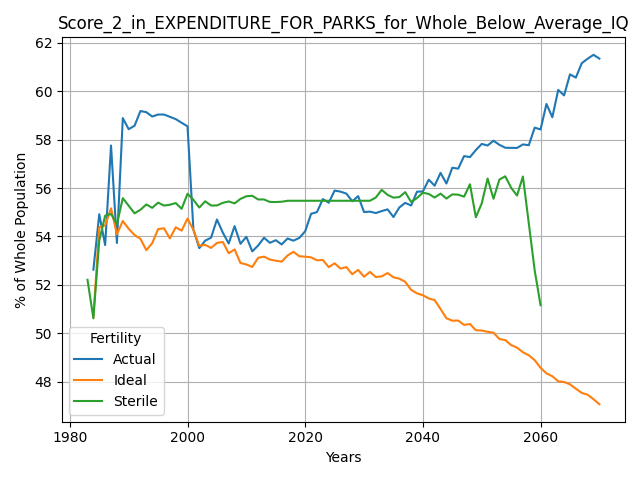 Score_2_in_EXPENDITURE_FOR_PARKS_for_Whole_Below_Average_IQ
62
60
58
56
54
52
50
48
% of Whole Population
Fertility
Actual
Ideal
Sterile
1980
2000
2020
2040
2060
Years